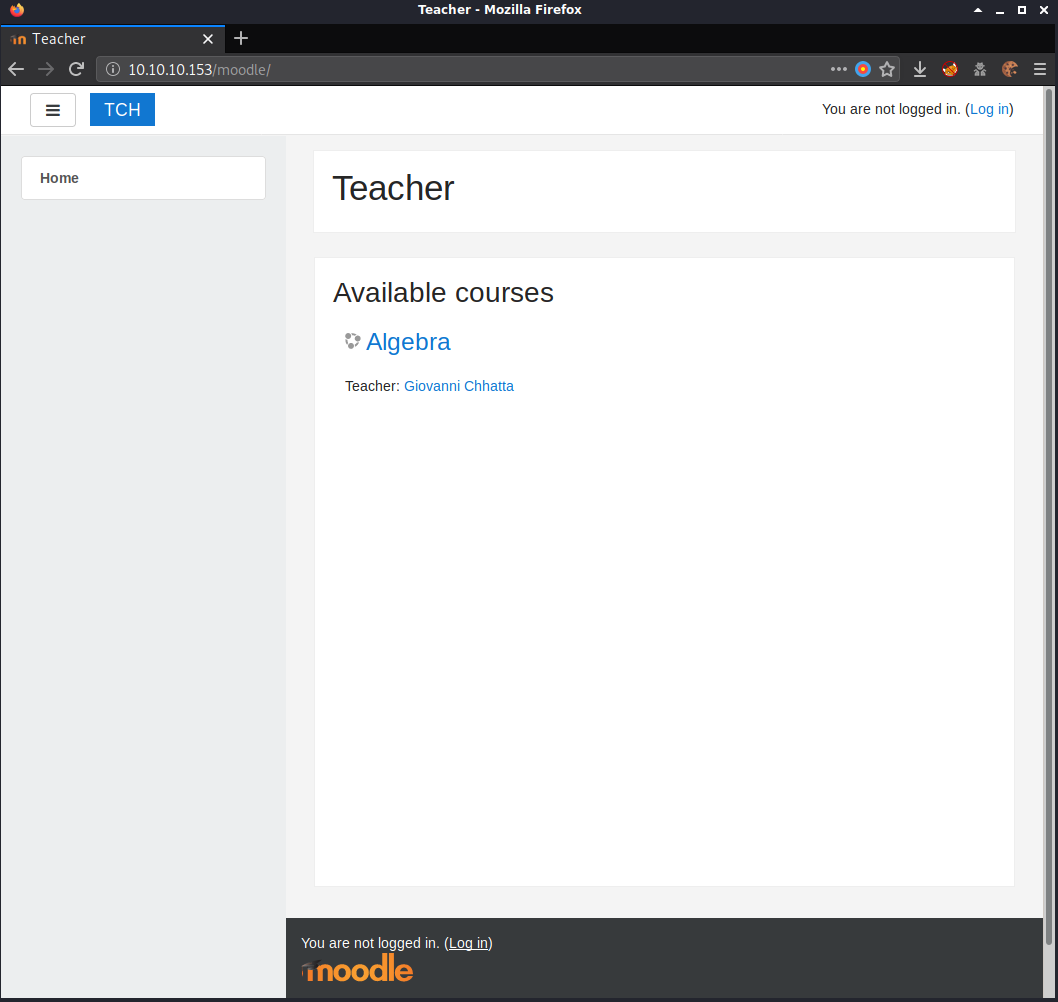 Teacher - Mozilla Firefox
Teacher
10.10.10.153/moodle/
TCH
You are not logged in. (Log in)
Home
Teacher
Available courses
Algebra
Teacher: Giovanni Chhatta
You are not logged in. (Log in)
moodle